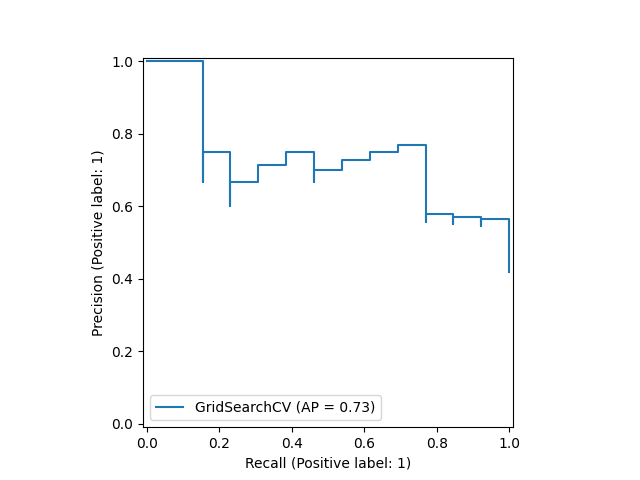 1.0
0.8
0.6
0.4
0.2
0.0
Precision (Positive label: 1)
GridSearchCV (AP = 0.73)
0.0 0.2 0.4 0.6 0.8 1.0
Recall (Positive label: 1)